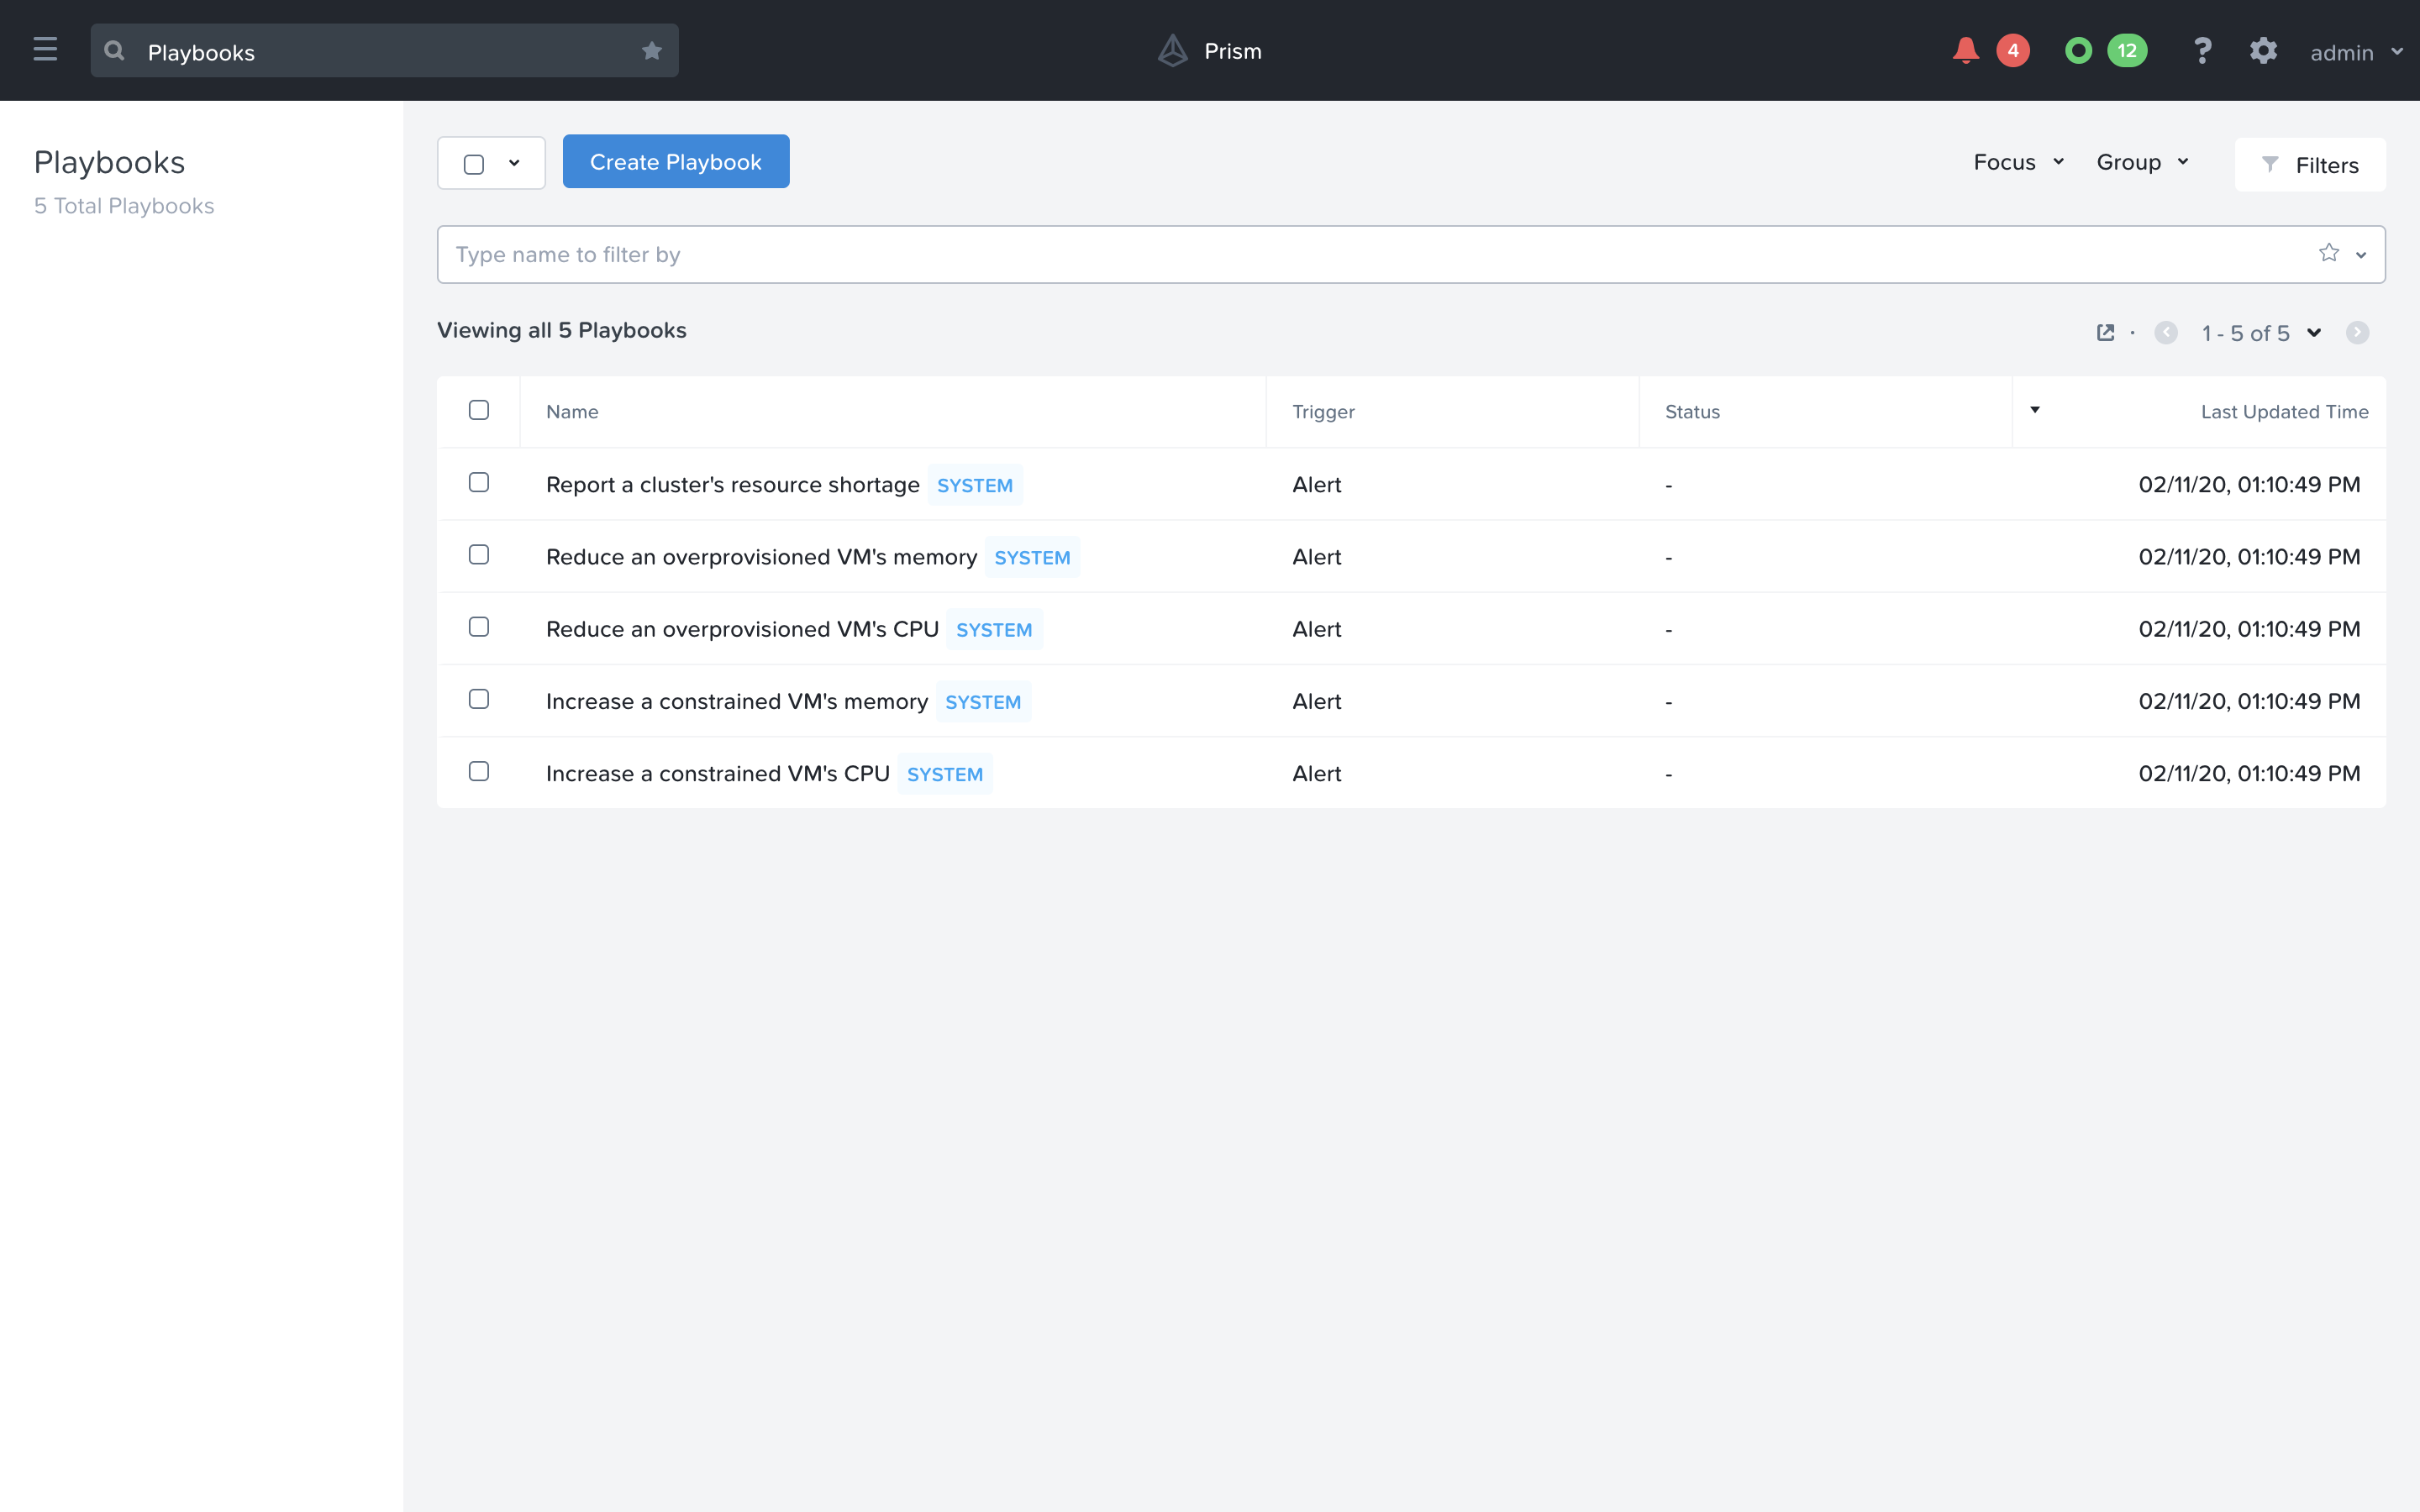 Playbooks
Prism
4
12
?
admin
Playbooks
5 Total Playbooks
Create Playbook
Focus
Group
Filters
Type name to filter by
Viewing all 5 Playbooks
1 - 5 of 5
Name Trigger Status Last Updated Time
Report a cluster's resource shortage SYSTEM Alert - 02/11/20, 01:10:49 PM
Reduce an overprovisioned VM's memory SYSTEM Alert - 02/11/20, 01:10:49 PM
Reduce an overprovisioned VM's CPU SYSTEM Alert - 02/11/20, 01:10:49 PM
Increase a constrained VM's memory SYSTEM Alert - 02/11/20, 01:10:49 PM
Increase a constrained VM's CPU SYSTEM Alert - 02/11/20, 01:10:49 PM